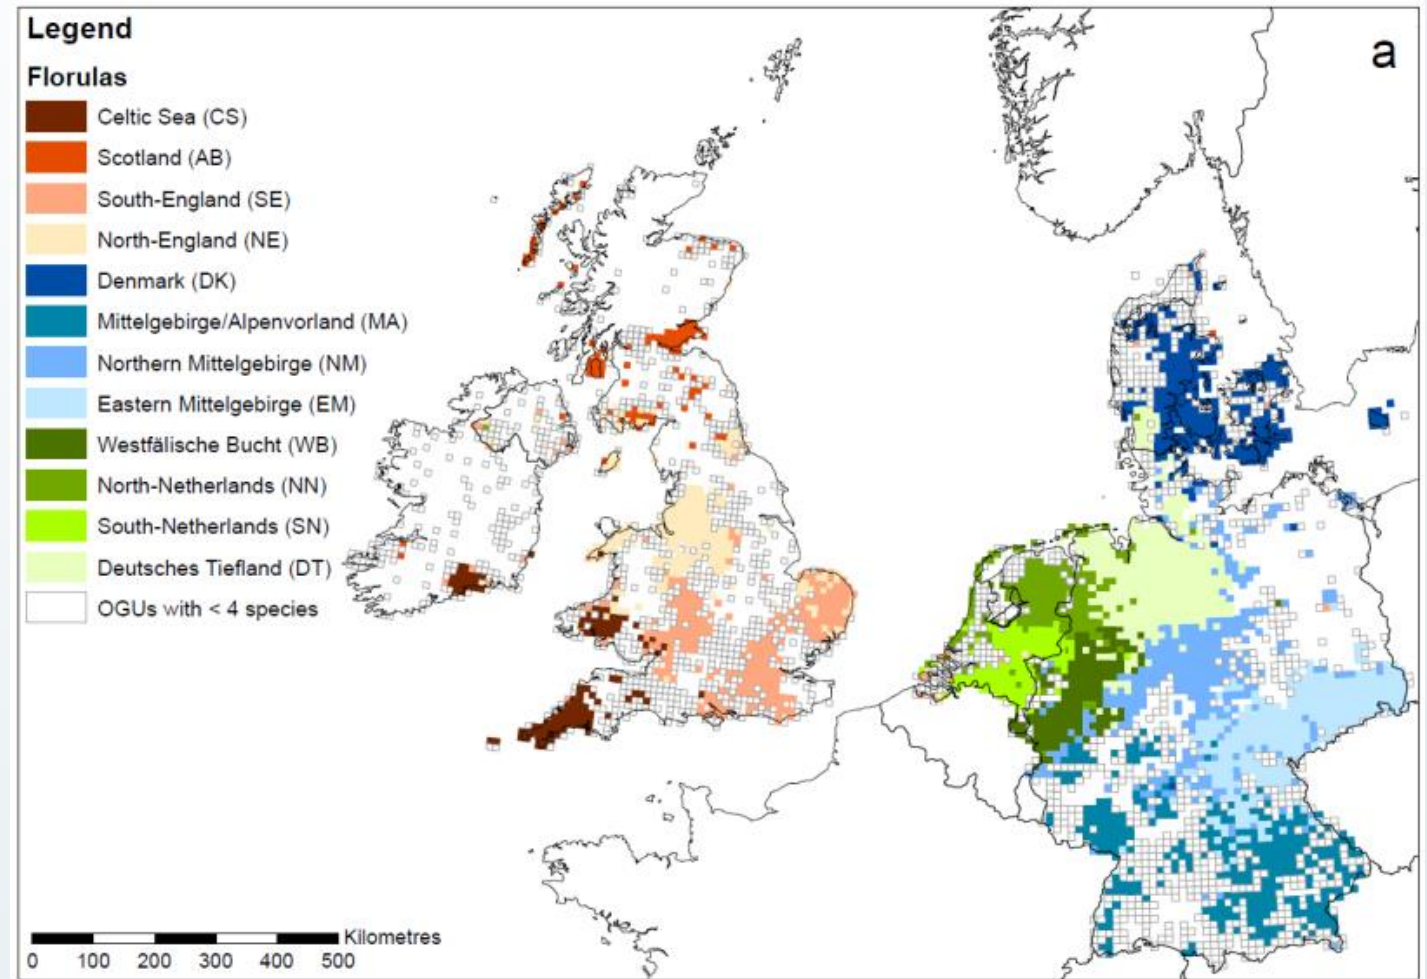 Legend
a
Florulas
Celtic Sea (CS)
Scotland (AB)
South-England (SE)
North-England (NE)
Denmark (DK)
Mittelgebirge/Alpenvorland (MA)
Northern Mittelgebirge (NM)
Eastern Mittelgebirge (EM)
Westfälische Bucht (WB)
North-Netherlands (NN)
South-Netherlands (SN)
Deutsches Tiefland (DT)
OGUs with < 4 species
Kilometres
0 100 200 300 400 500